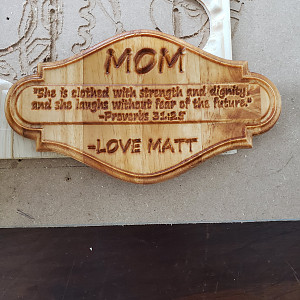 MOM
"She is clothed with strength and dignity
and she laughs without fear of the future."
-Proverbs 31:25
-LOVE MATT